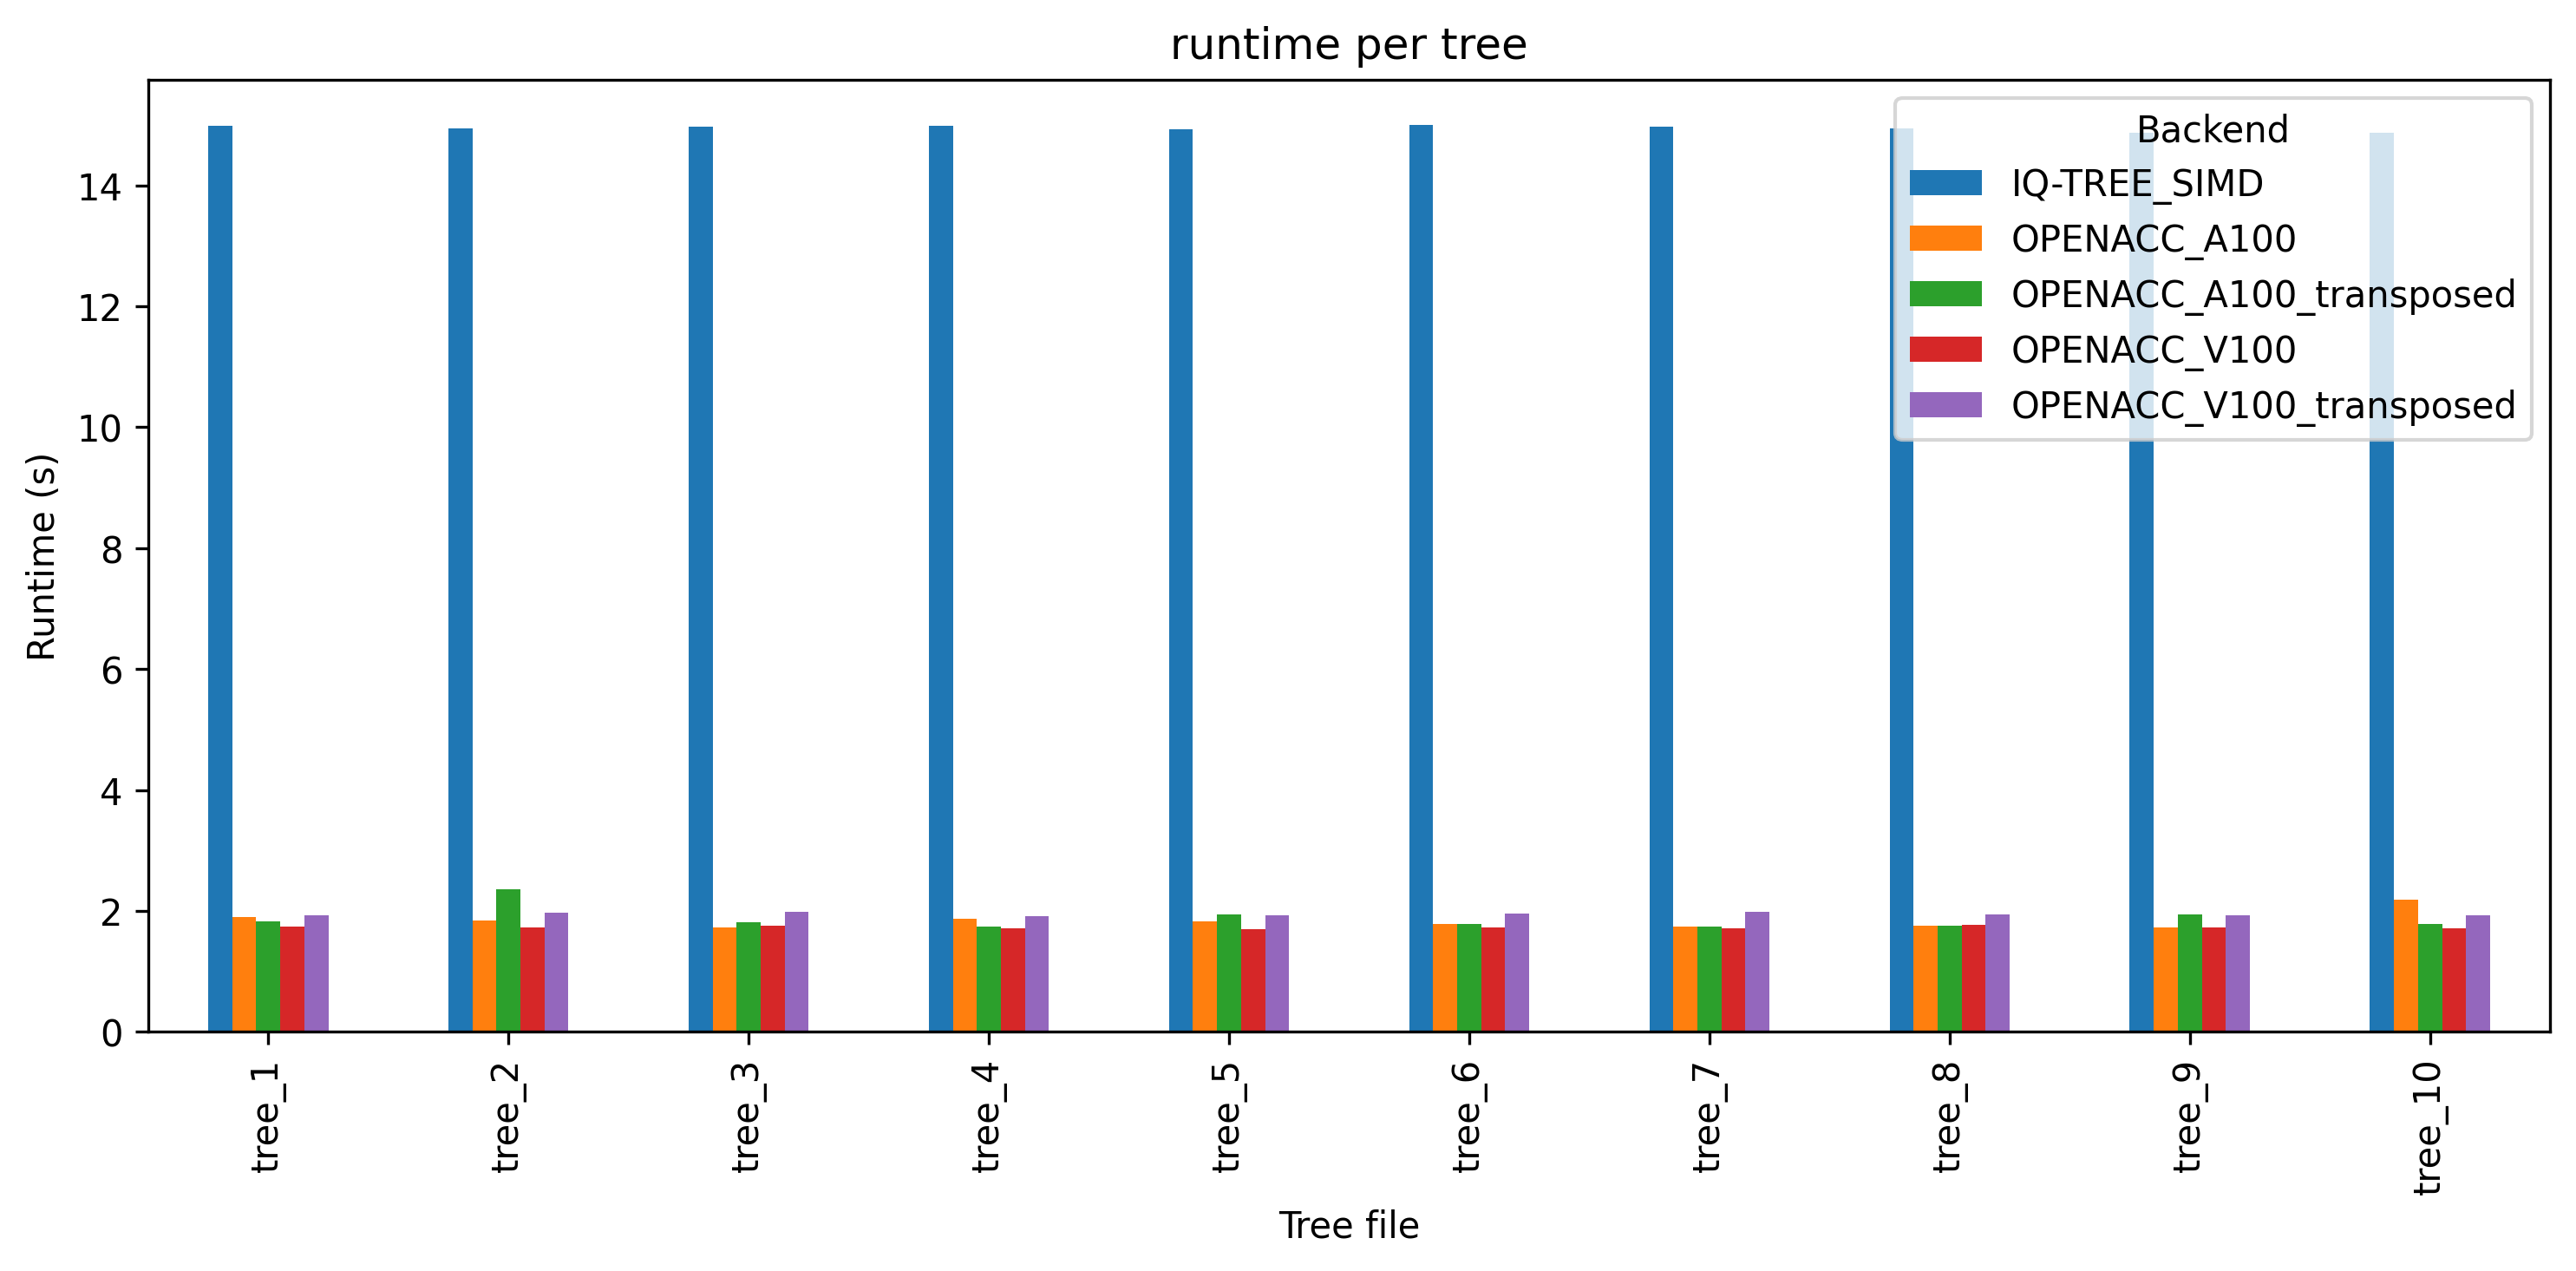 runtime per tree
Backend
IQ-TREE_SIMD
OPENACC_A100
OPENACC_A100_transposed
OPENACC_V100
OPENACC_V100_transposed
Runtime (s)
14
12
10
8
6
4
2
0
tree_1
tree_2
tree_3
tree_4
tree_5
tree_6
tree_7
tree_8
tree_9
tree_10
Tree file